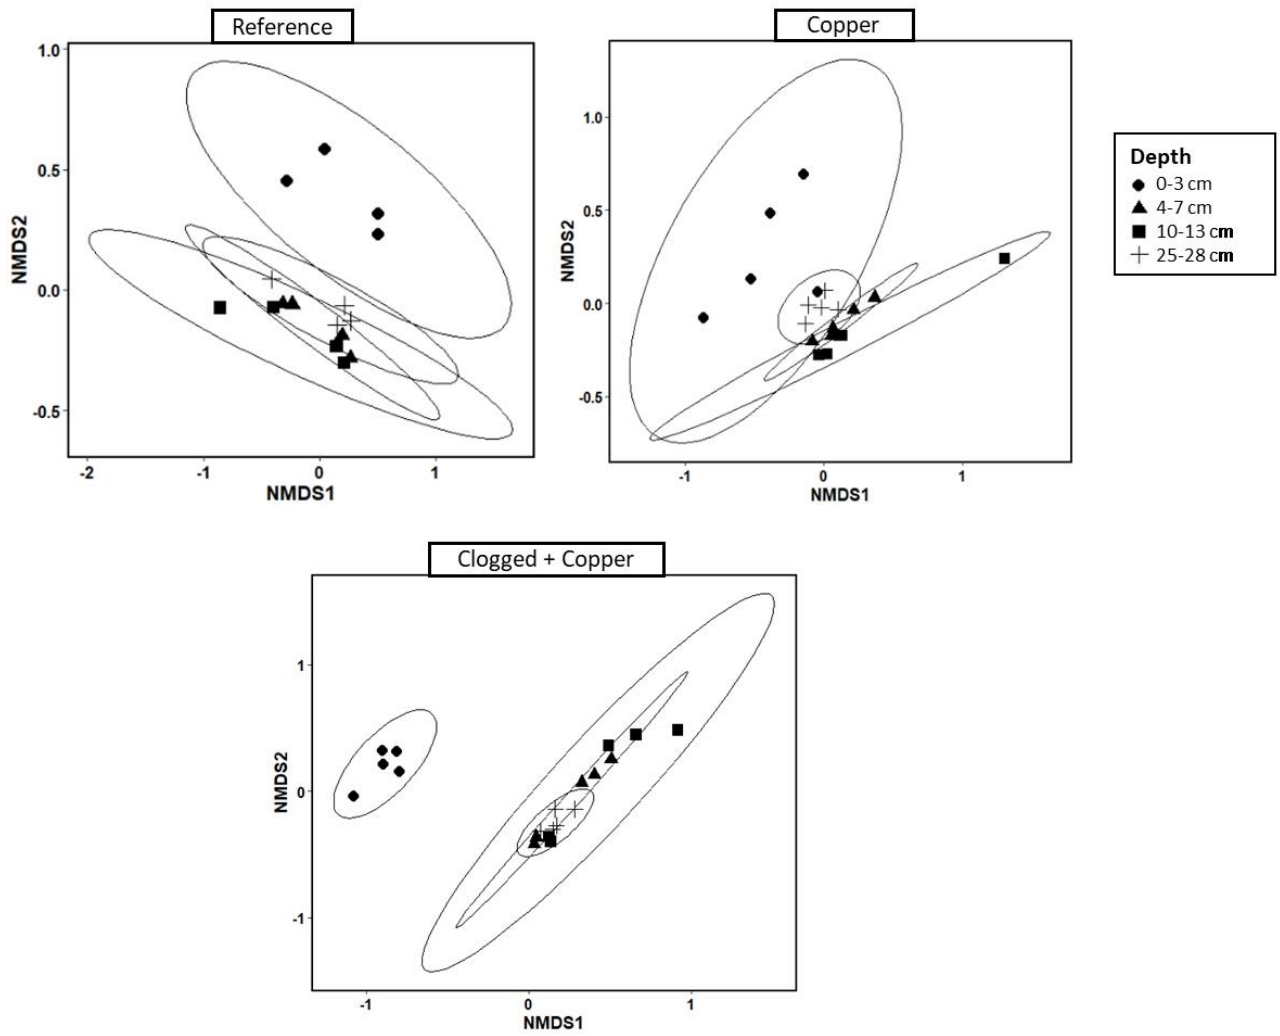 Reference
1.0
0.5
0.0
-0.5
NMDS2
-2
-1
0
1
NMDS1
Copper
1.0
0.5
0.0
-0.5
NMDS2
-1
0
1
NMDS1
Depth
0-3 cm
4-7 cm
10-13 cm
25-28 cm
Clogged + Copper
1
0
-1
NMDS2
-1
0
1
NMDS1